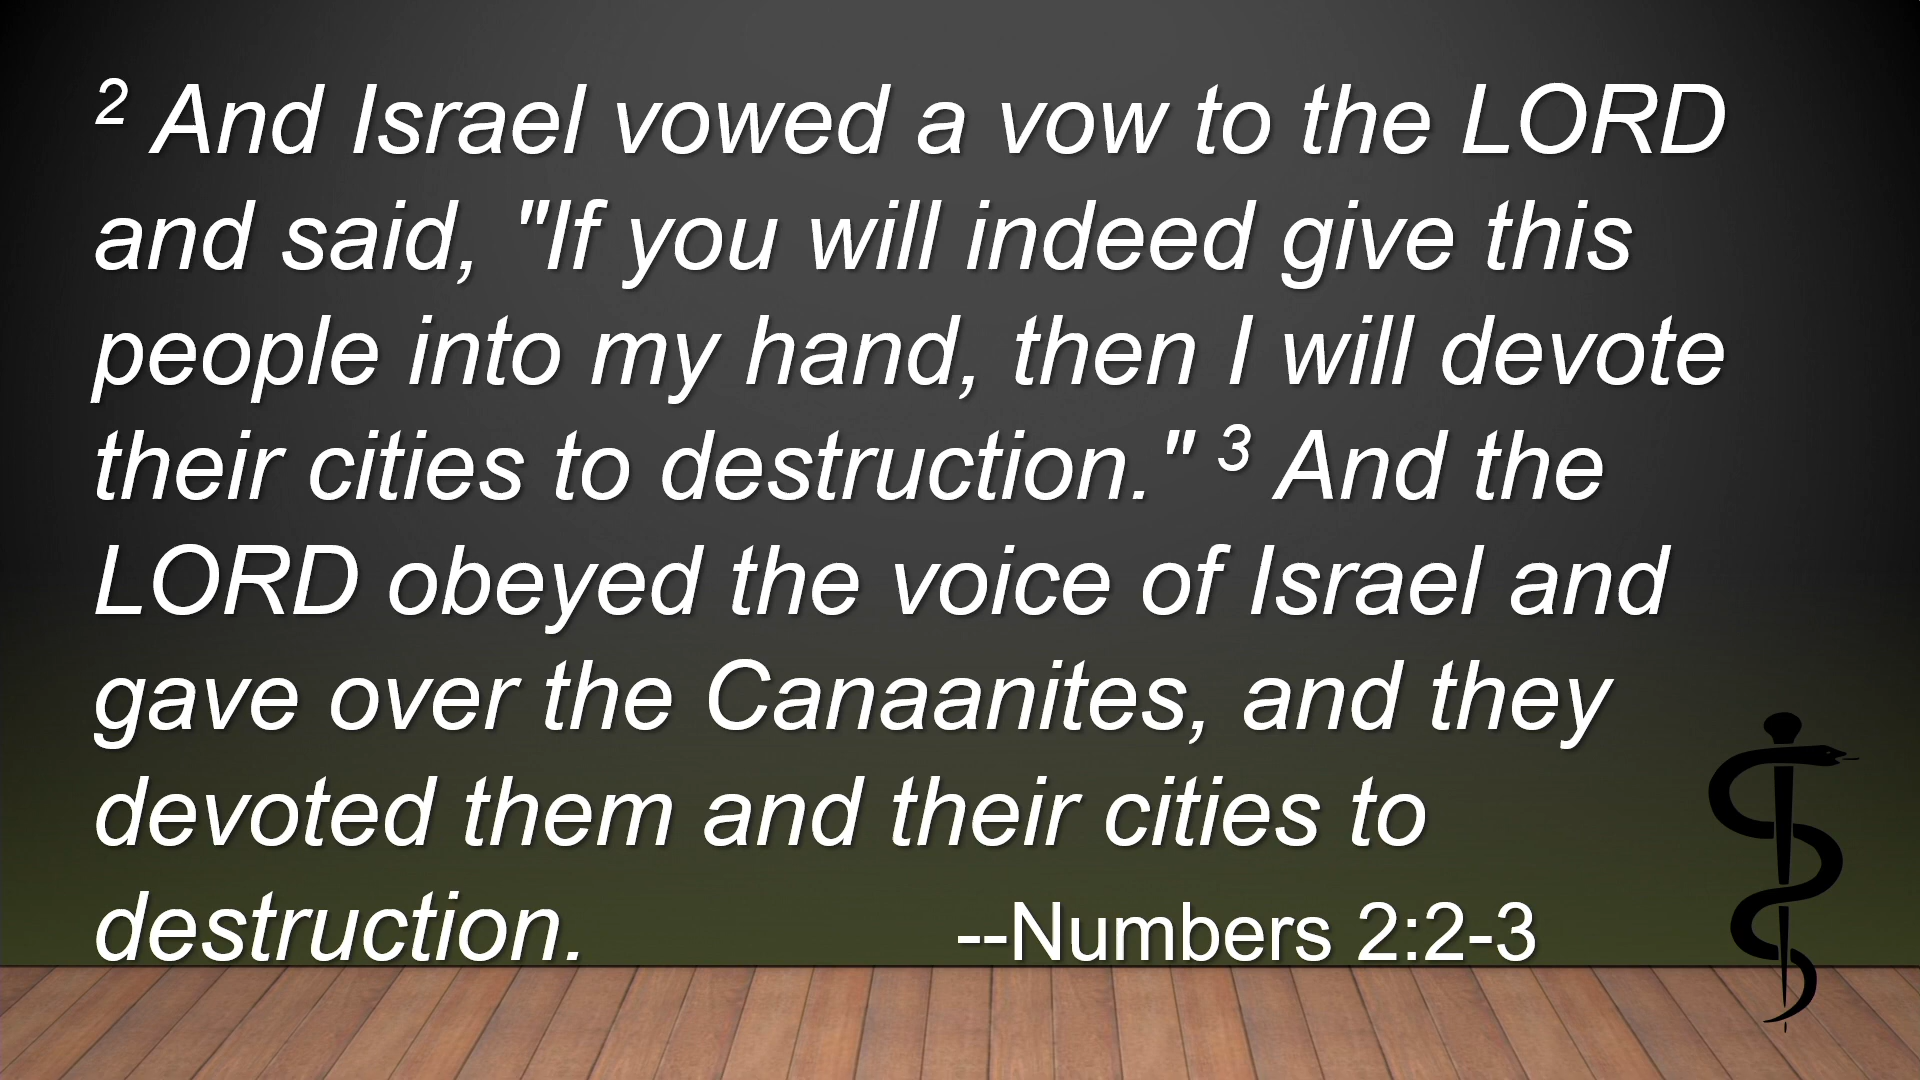 2 And Israel vowed a vow to the LORD
and said, "If you will indeed give this
people into my hand, then I will devote
their cities to destruction." 3 And the
LORD obeyed the voice of Israel and
gave over the Canaanites, and they
devoted them and their cities to
destruction. --Numbers 2:2-3